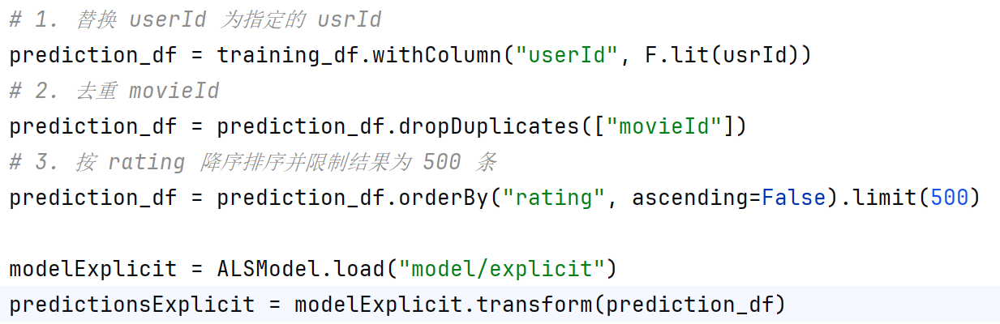 # 1. 替换 userId 为指定的 usrId
prediction_df = training_df.withColumn("userId", F.lit(usrId))
# 2. 去重 movieId
prediction_df = prediction_df.dropDuplicates(["movieId"])
# 3. 按 rating 降序排序并限制结果为 500 条
prediction_df = prediction_df.orderBy("rating", ascending=False).limit(500)
modelExplicit = ALSModel.load("model/explicit")
predictionsExplicit = modelExplicit.transform(prediction_df)